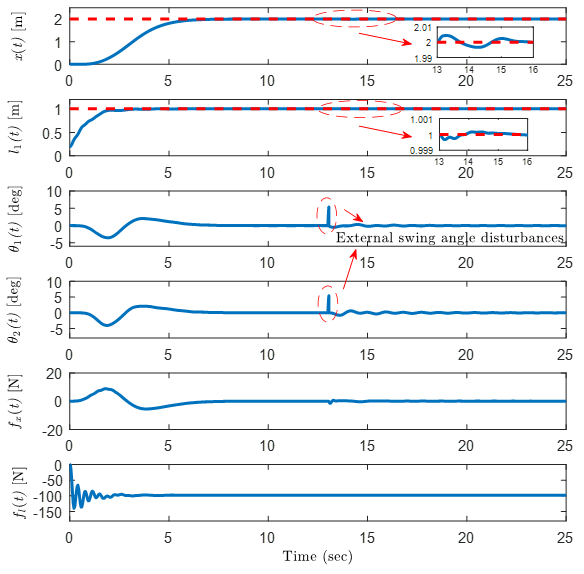 x(t) [m]
2
1
0
2.01
2
1.99
13 14 15 16
0 5 10 15 20 25
l₁(t) [m]
1
0.5
0
1.001
1
0.999
13 14 15 16
0 5 10 15 20 25
θ₁(t) [deg]
10
5
0
-5
External swing angle disturbances
0 5 10 15 20 25
θ₂(t) [deg]
10
5
0
-5
0 5 10 15 20 25
fₓ(t) [N]
20
0
-20
0 5 10 15 20 25
fₗ(t) [N]
0
-50
-100
-150
0 5 10 15 20 25
Time (sec)